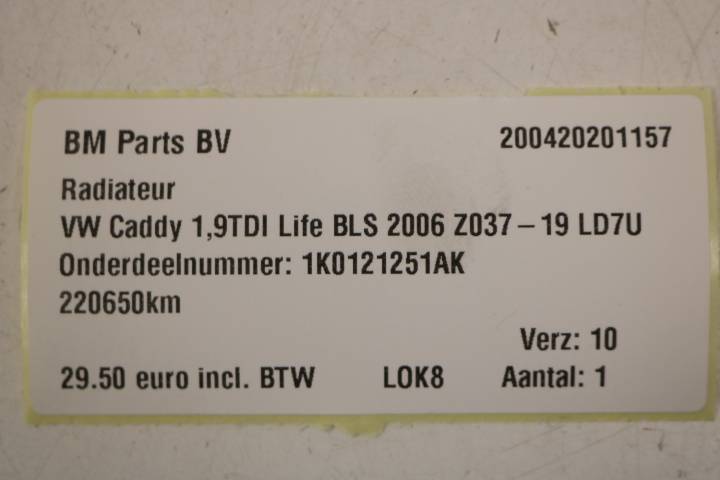 BM Parts BV 200420201157
Radiateur
VW Caddy 1,9TDI Life BLS 2006 Z037 – 19 LD7U
Onderdeelnummer: 1K0121251AK
220650km
Verz: 10
29.50 euro incl. BTW LOK8 Aantal: 1